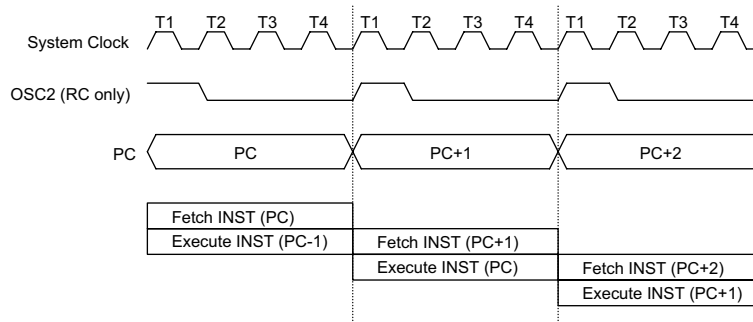 T1 T2 T3 T4 T1 T2 T3 T4 T1 T2 T3 T4
System Clock
OSC2 (RC only)
PC PC PC+1 PC+2
Fetch INST (PC)
Execute INST (PC-1) Fetch INST (PC+1)
Execute INST (PC) Fetch INST (PC+2)
Execute INST (PC+1)